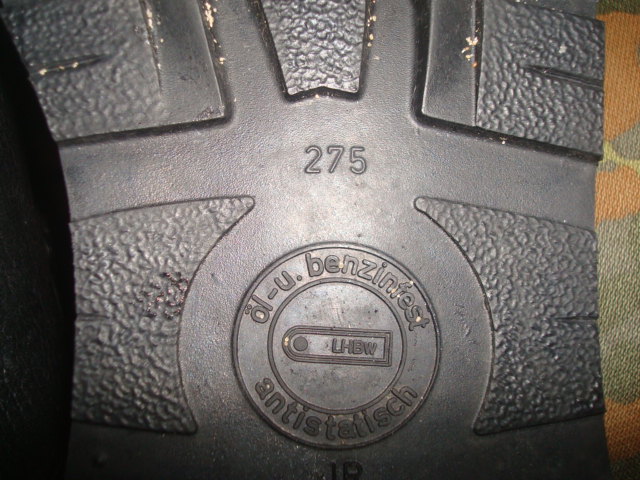 275
öl-u. benzinfest
LHBW
antistatisch